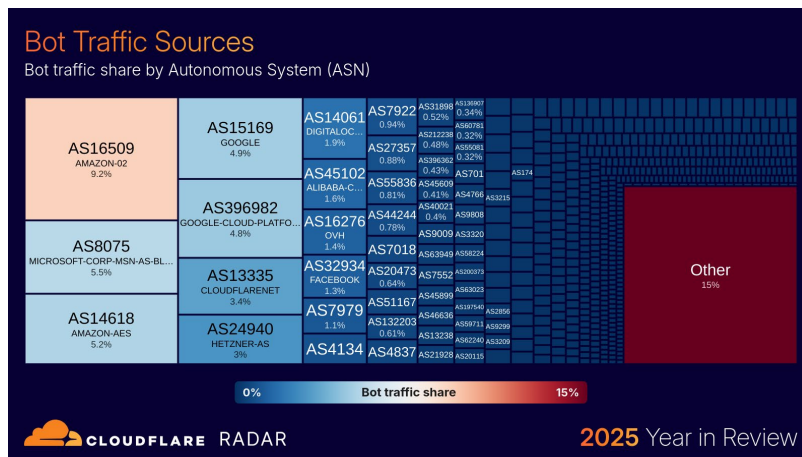 Bot Traffic Sources
Bot traffic share by Autonomous System (ASN)
AS16509
AMAZON-02
9.2%
AS8075
MICROSOFT-CORP-MSN-AS-BL...
5.5%
AS14618
AMAZON-AES
5.2%
AS15169
GOOGLE
4.9%
AS396982
GOOGLE-CLOUD-PLATFO...
4.8%
AS13335
CLOUDFLARENET
3.4%
AS24940
HETZNER-AS
3%
AS14061
DIGITALOC...
1.9%
AS45102
ALIBABA-C...
1.6%
AS16276
OVH
1.4%
AS32934
FACEBOOK
1.3%
AS7979
1.1%
AS4134
AS7922
0.94%
AS27357
0.88%
AS55836
0.81%
AS44244
0.78%
AS7018
AS20473
0.64%
AS51167
AS132203
0.61%
AS4837
AS31898
0.52%
AS212238
0.48%
AS396362
0.43%
AS45609
0.41%
AS40021
0.4%
AS9009
AS63949
AS7552
AS45899
AS46636
AS13238
AS21928
AS136907
0.34%
AS60781
0.32%
AS55081
0.32%
AS701
AS4766
AS9808
AS3320
AS58224
AS200373
AS63023
AS197540
AS59711
AS62240
AS20115
AS3215
AS2856
AS9299
AS3209
AS174
Other
15%
0%
Bot traffic share
15%
CLOUDFLARE RADAR
2025 Year in Review